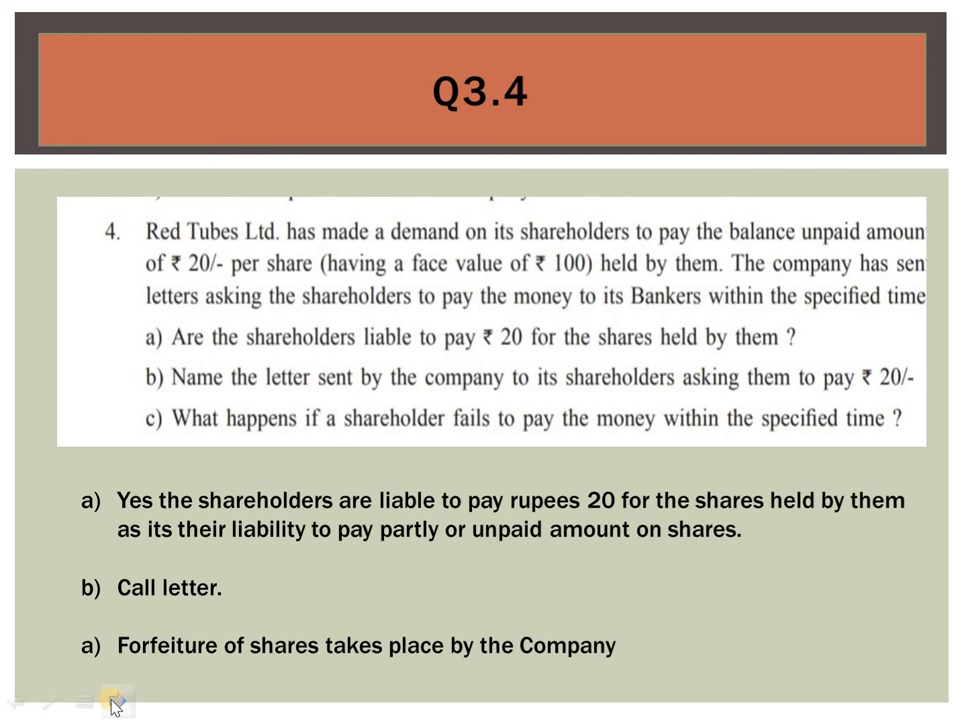 Q3.4
4. Red Tubes Ltd. has made a demand on its shareholders to pay the balance unpaid amoun
of ₹ 20/- per share (having a face value of ₹ 100) held by them. The company has sen
letters asking the shareholders to pay the money to its Bankers within the specified time
a) Are the shareholders liable to pay ₹ 20 for the shares held by them ?
b) Name the letter sent by the company to its shareholders asking them to pay ₹ 20/-
c) What happens if a shareholder fails to pay the money within the specified time ?
a) Yes the shareholders are liable to pay rupees 20 for the shares held by them
as its their liability to pay partly or unpaid amount on shares.
b) Call letter.
a) Forfeiture of shares takes place by the Company